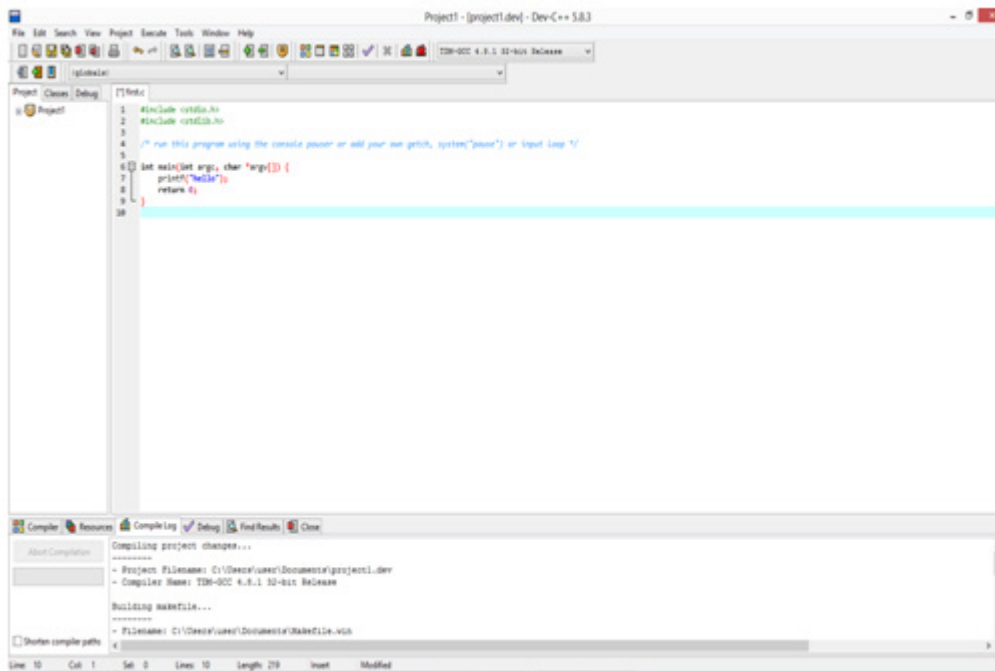 Project1 - [project1.dev] - Dev-C++ 5.8.3
File Edit Search View Project Execute Tools Window Help
TDM-GCC 4.8.1 32-bit Release
(globals)
Project Classes Debug
[*] first.c
Project1
1 #include <stdio.h>
2 #include <stdlib.h>
3
4 /* run this program using the console pauser or add your own getch, system("pause") or input loop */
5
6 int main(int argc, char *argv[]) {
7 printf("hello");
8 return 0;
9 }
10
Compiler Resources Compile Log Debug Find Results Close
Abort Compilation
Shorten compiler paths
Compiling project changes...
--------
- Project Filename: C:\Users\user\Documents\project1.dev
- Compiler Name: TDM-GCC 4.8.1 32-bit Release
Building makefile...
--------
- Filename: C:\Users\user\Documents\Makefile.win
Line: 10 Col: 1 Sel: 0 Lines: 10 Length: 219 Insert Modified